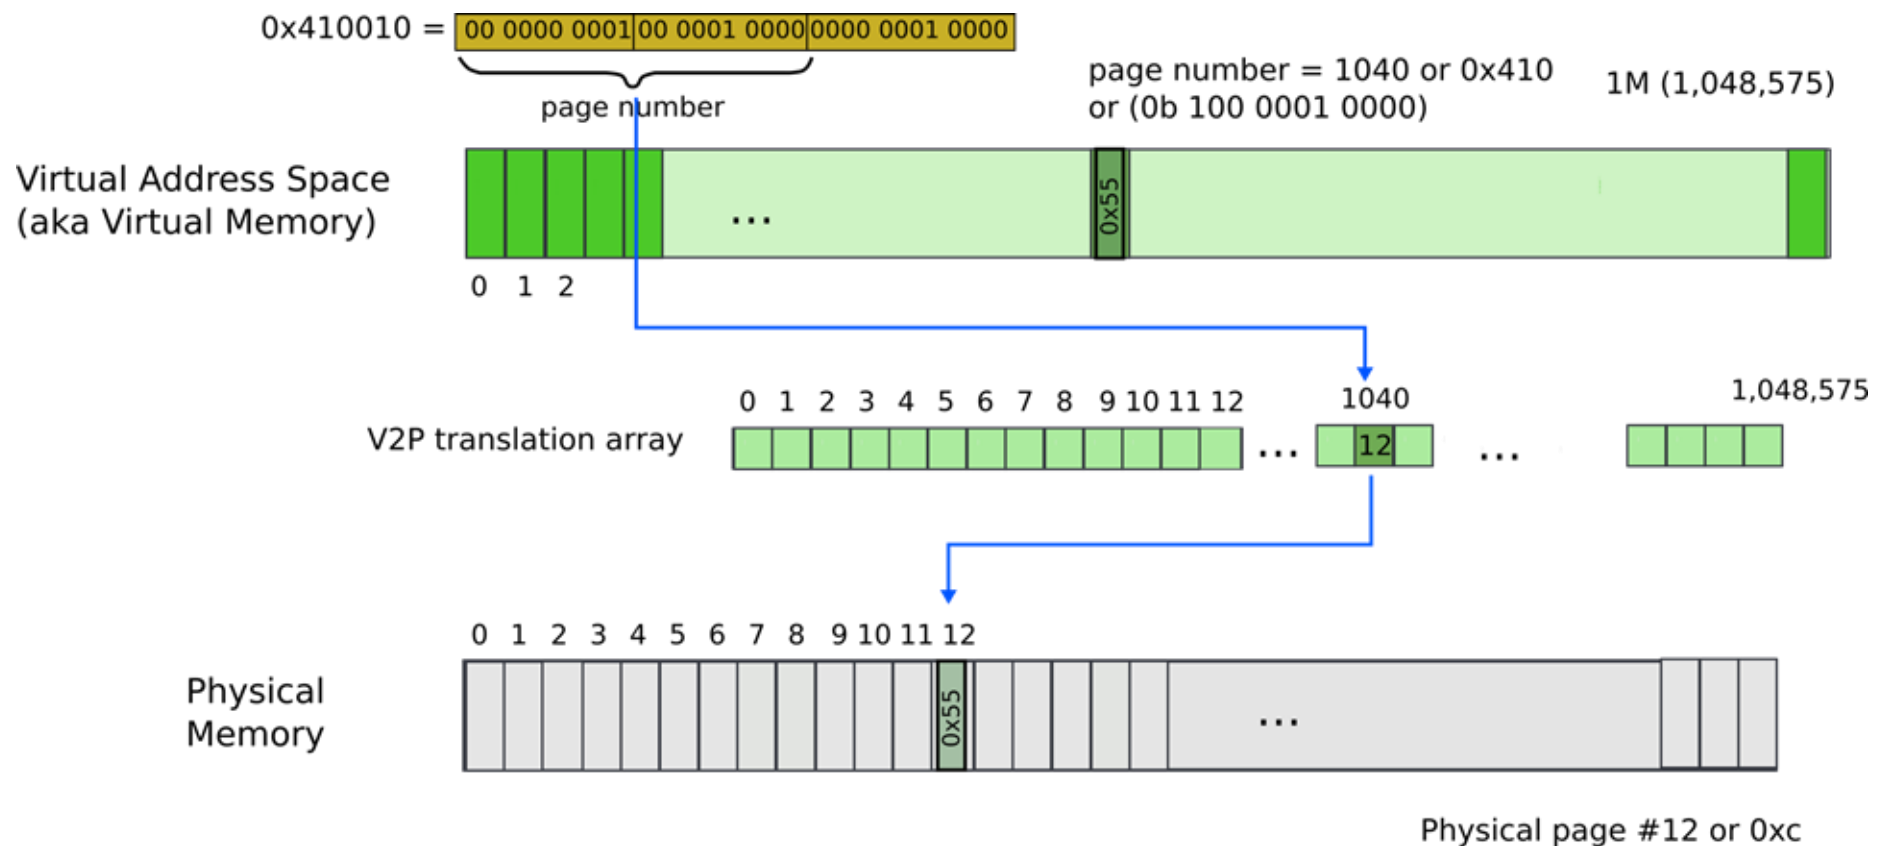 0x410010 = 00 0000 0001 00 0001 0000 0000 0001 0000
page number
page number = 1040 or 0x410
or (0b 100 0001 0000)
1M (1,048,575)
Virtual Address Space
(aka Virtual Memory)
...
0x55
0 1 2
0 1 2 3 4 5 6 7 8 9 10 11 12
1040
1,048,575
V2P translation array
...
12
...
0 1 2 3 4 5 6 7 8 9 10 11 12
Physical
Memory
0x55
...
Physical page #12 or 0xc